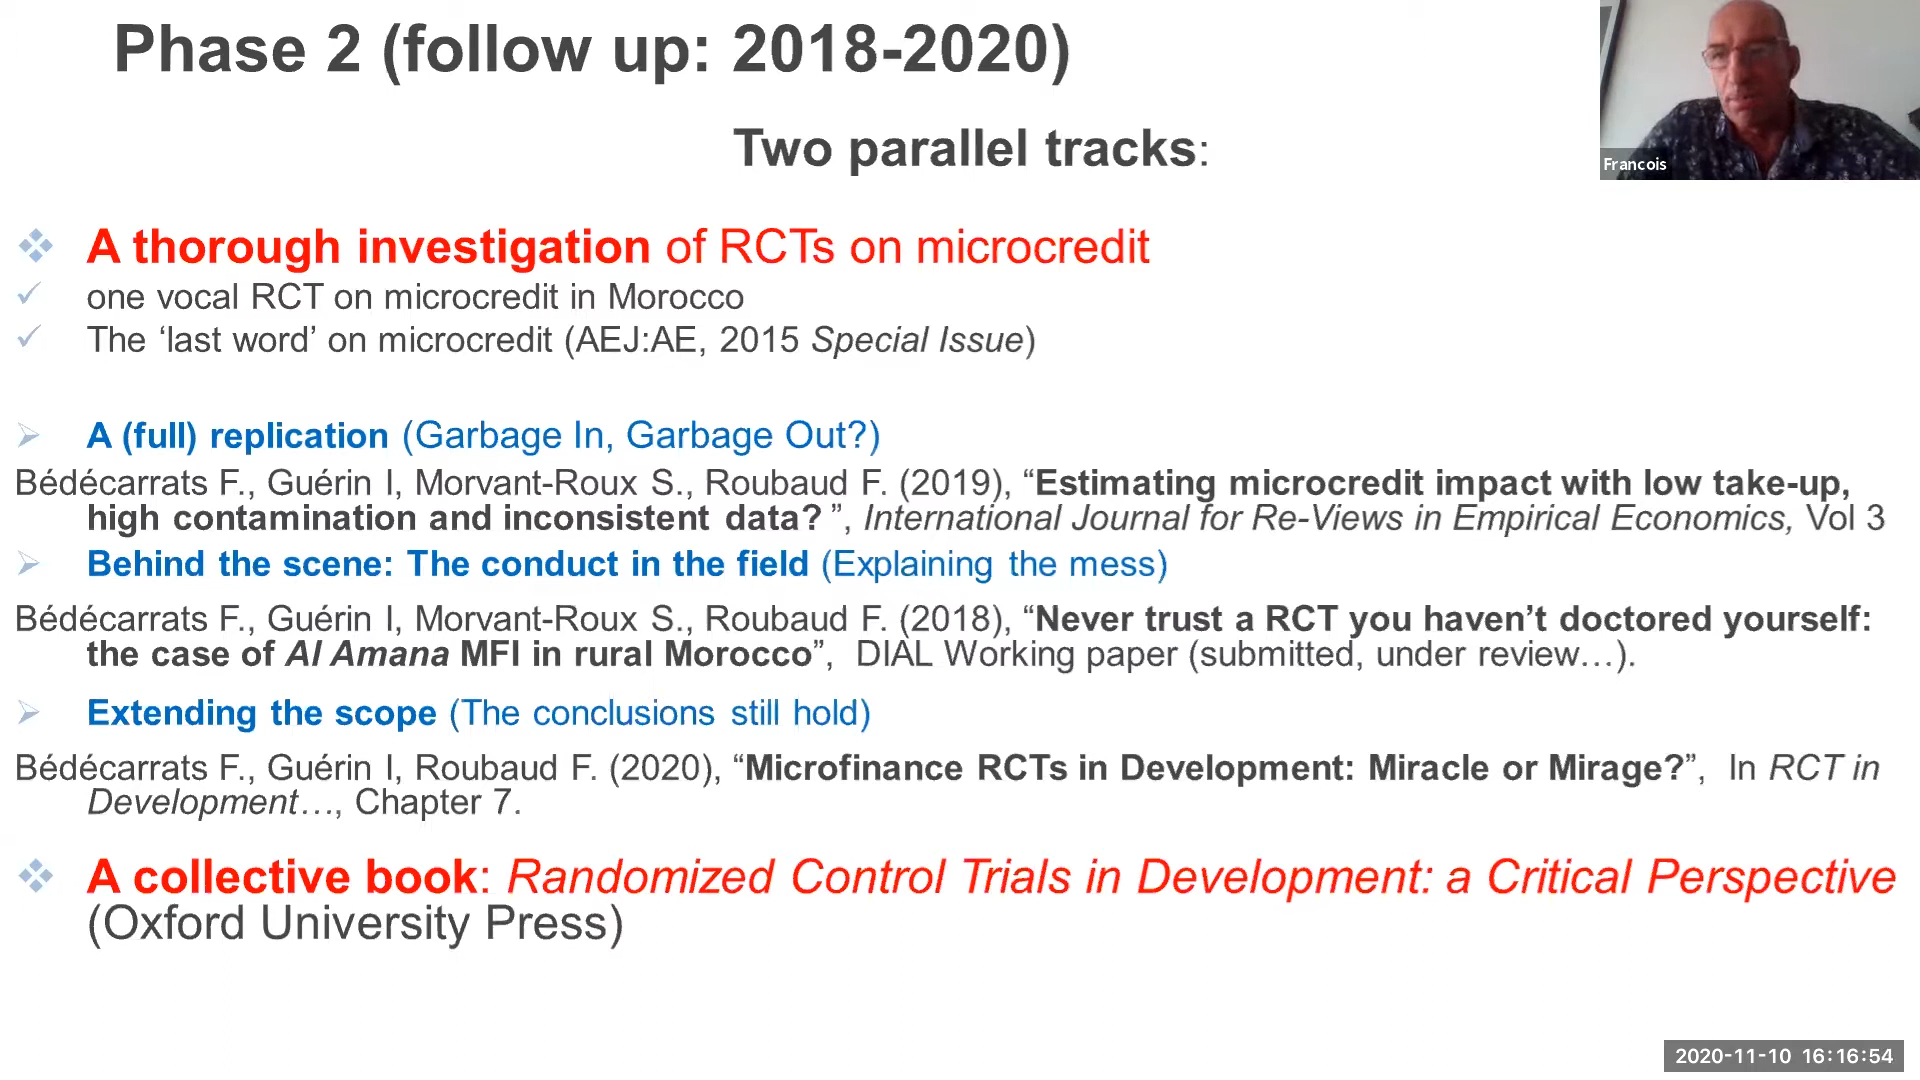 Phase 2 (follow up: 2018-2020)
Two parallel tracks:
Francois
A thorough investigation of RCTs on microcredit
one vocal RCT on microcredit in Morocco
The ‘last word’ on microcredit (AEJ:AE, 2015 Special Issue)
A (full) replication (Garbage In, Garbage Out?)
Bédécarrats F., Guérin I, Morvant-Roux S., Roubaud F. (2019), “Estimating microcredit impact with low take-up,
high contamination and inconsistent data? ”, International Journal for Re-Views in Empirical Economics, Vol 3
Behind the scene: The conduct in the field (Explaining the mess)
Bédécarrats F., Guérin I, Morvant-Roux S., Roubaud F. (2018), “Never trust a RCT you haven’t doctored yourself:
the case of Al Amana MFI in rural Morocco”, DIAL Working paper (submitted, under review…).
Extending the scope (The conclusions still hold)
Bédécarrats F., Guérin I, Roubaud F. (2020), “Microfinance RCTs in Development: Miracle or Mirage?”, In RCT in
Development…, Chapter 7.
A collective book: Randomized Control Trials in Development: a Critical Perspective
(Oxford University Press)
2020-11-10 16:16:54